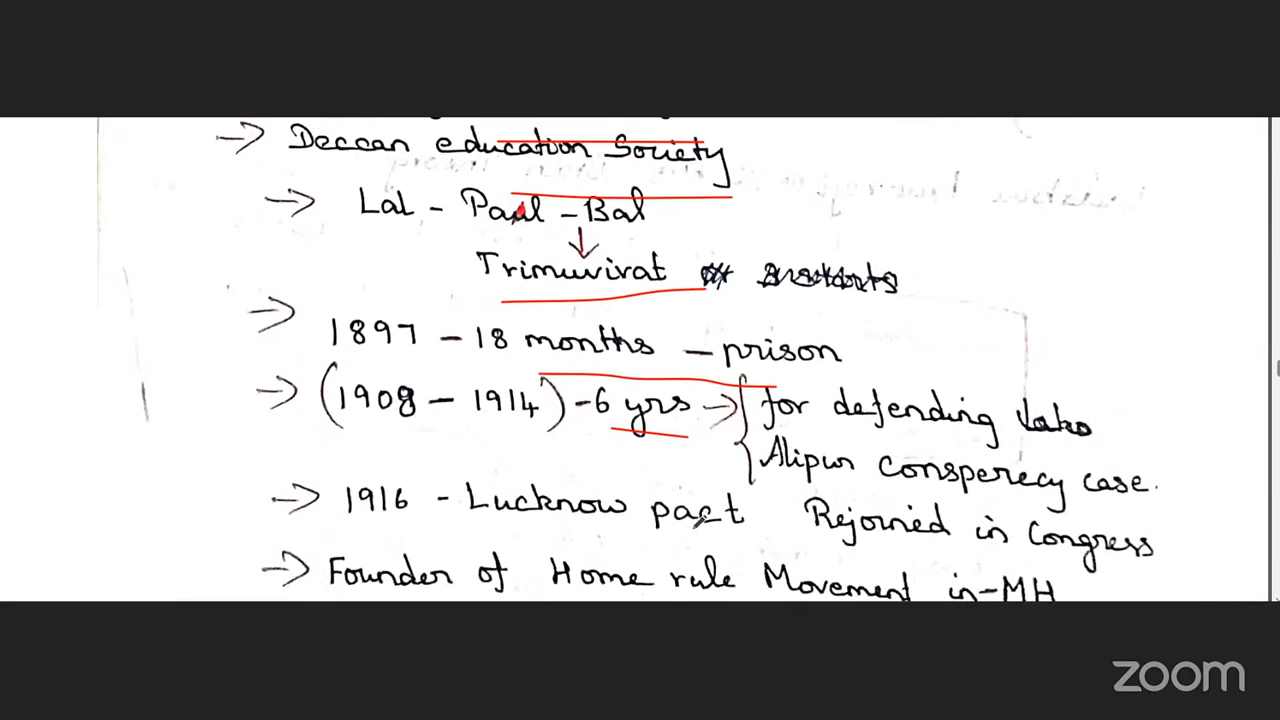 → Deccan education Society
→ Lal - Paul - Bal
↓
Trimuvirat
→ 1897 - 18 months - prison
→ (1908 - 1914) - 6 yrs → { for defending
Alipur consperecy case.
→ 1916 - Lucknow pact Rejoined in Congress
→ Founder of Home rule Movement in - MH
zoom